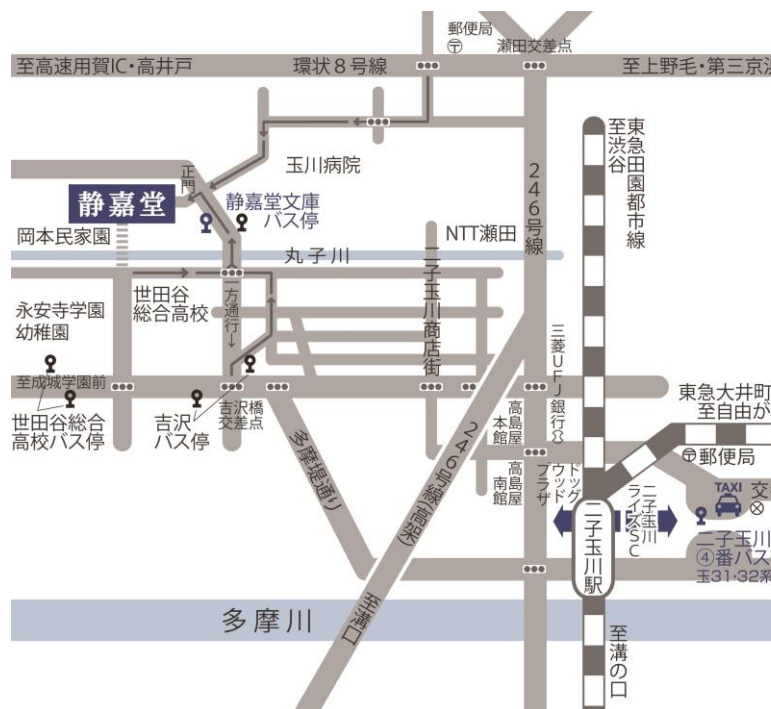 郵便局
〒
瀬田交差点
至高速用賀IC・高井戸
環状8号線
至上野毛・第三京浜
東急田園都市線
至渋谷
玉川病院
正門
静嘉堂
静嘉堂文庫
バス停
246号線
岡本民家園
NTT瀬田
丸子川
二子玉川商店街
世田谷
総合高校
一方通行→
永安寺学園
幼稚園
三菱UFJ銀行
至成城学園前
世田谷総合
高校バス停
吉沢
バス停
吉沢橋
交差点
高島屋
本館
東急大井町
至自由が
〒郵便局
多摩堤通り
246号線(高架)
高島屋
南館
ドッグ
ウッド
プラザ
二子玉川
ライズSC
TAXI
交
二子玉川駅
二子玉川
④番バス
玉31・32系
至溝口
多摩川
至溝の口